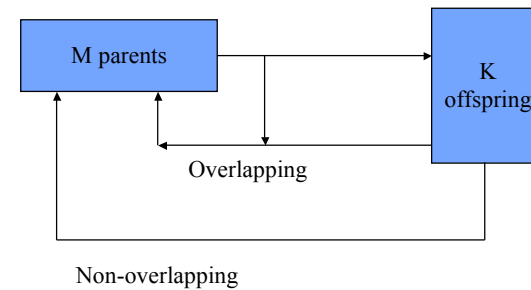 M parents
K
offspring
Overlapping
Non-overlapping